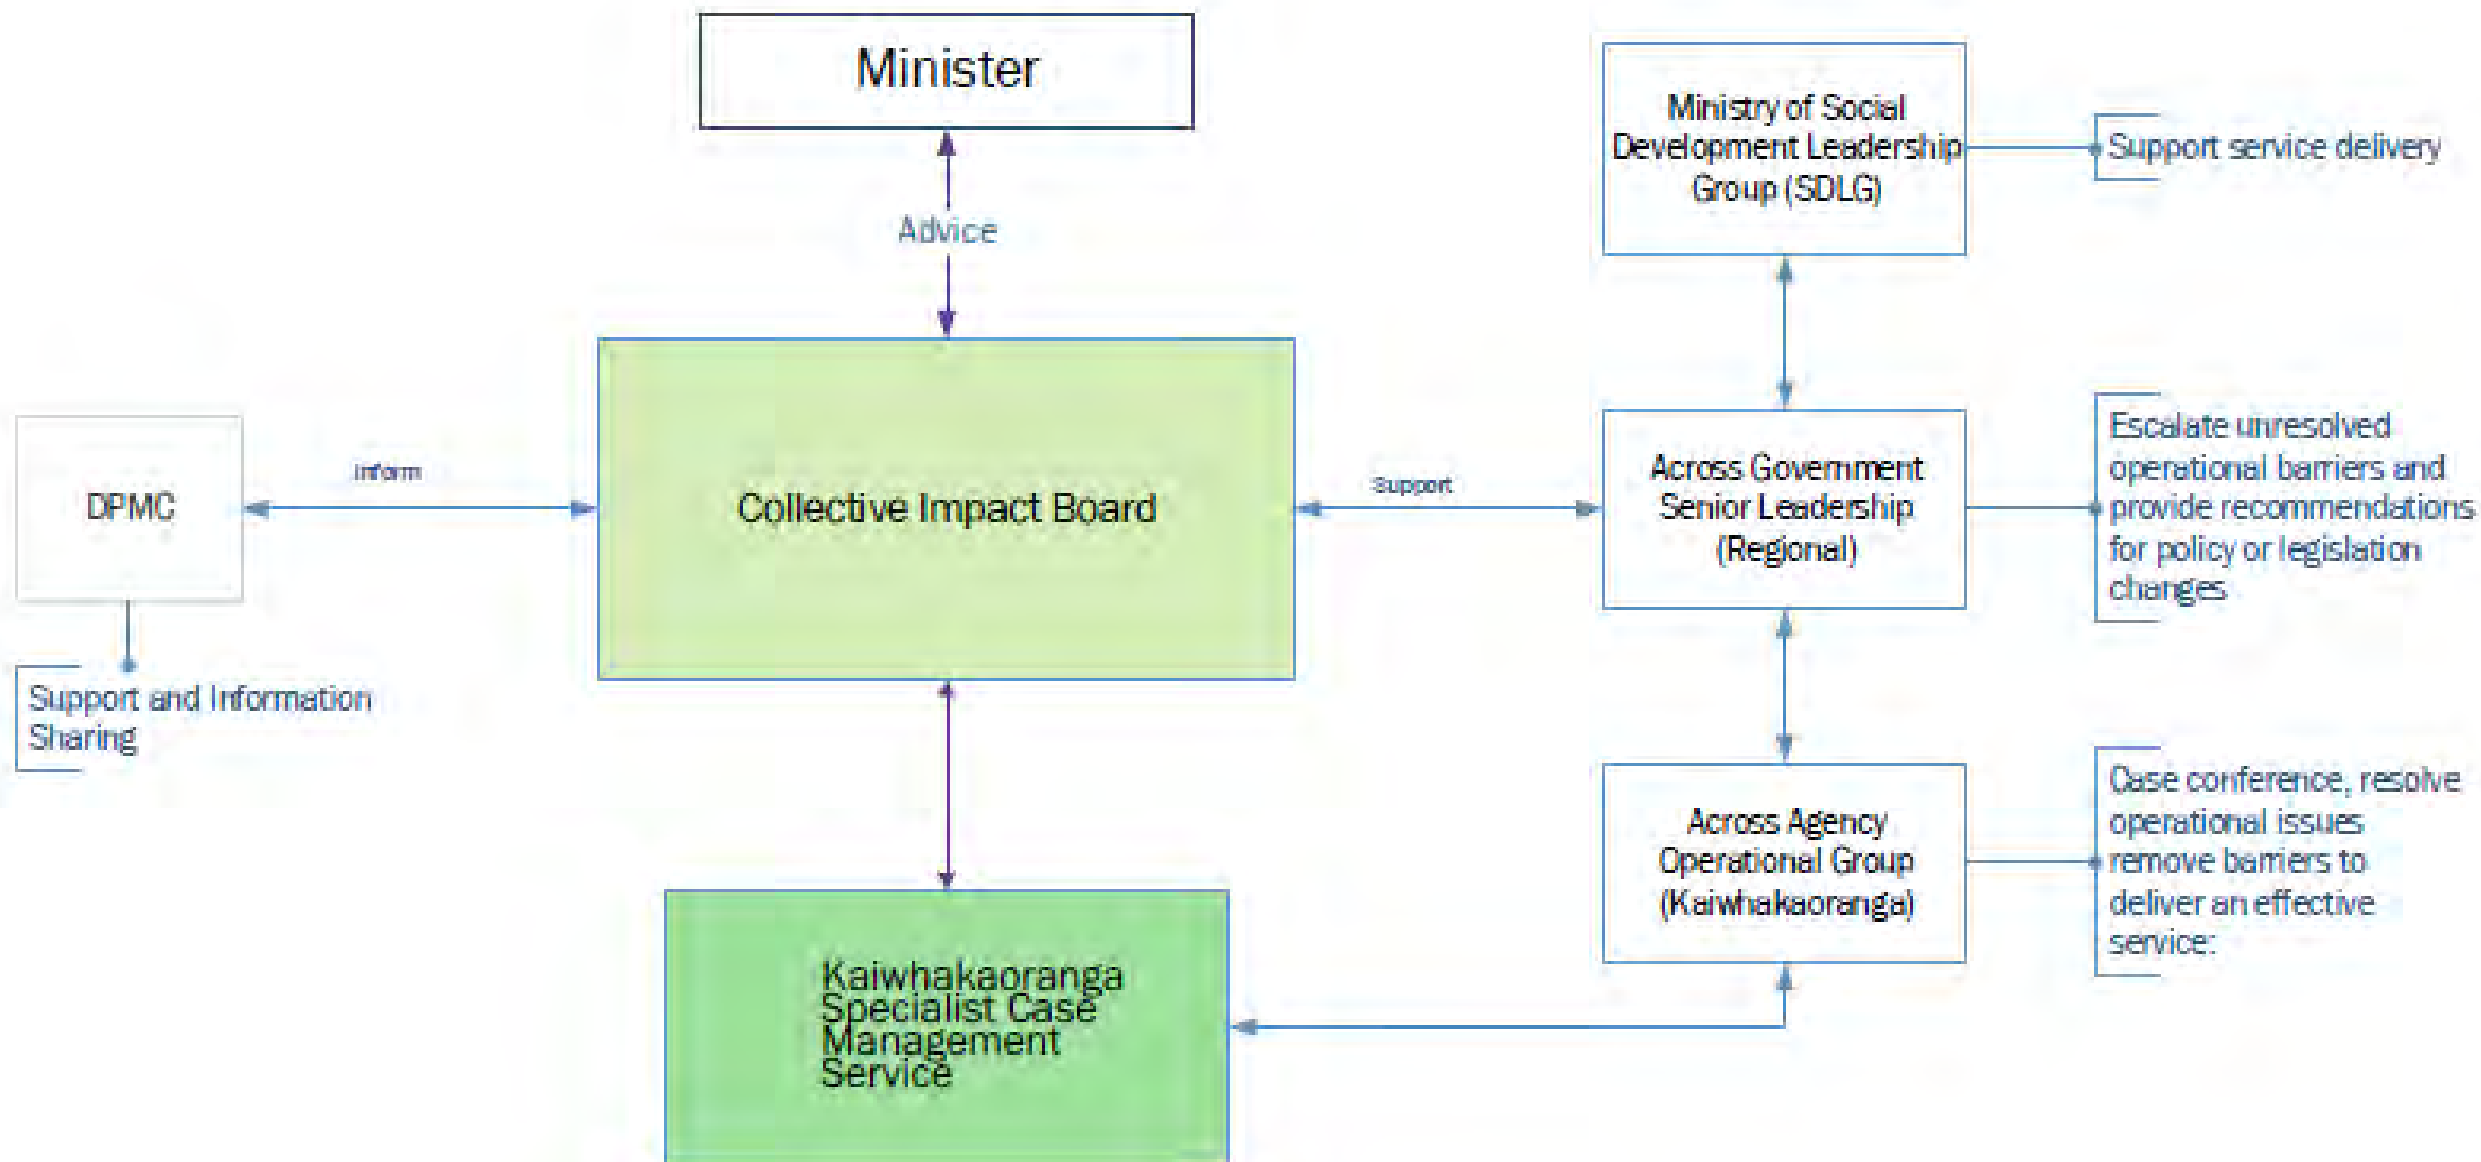 Minister
Advice
Ministry of Social
Development Leadership
Group (SDLG)
Support service delivery
DPMC
Inform
Support and Information
Sharing
Collective Impact Board
Support
Across Government
Senior Leadership
(Regional)
Escalate unresolved
operational barriers and
provide recommendations
for policy or legislation
changes
Across Agency
Operational Group
(Kaiwhakaoranga)
Case conference, resolve
operational issues
remove barriers to
deliver an effective
service:
Kaiwhakaoranga
Specialist Case
Management
Service